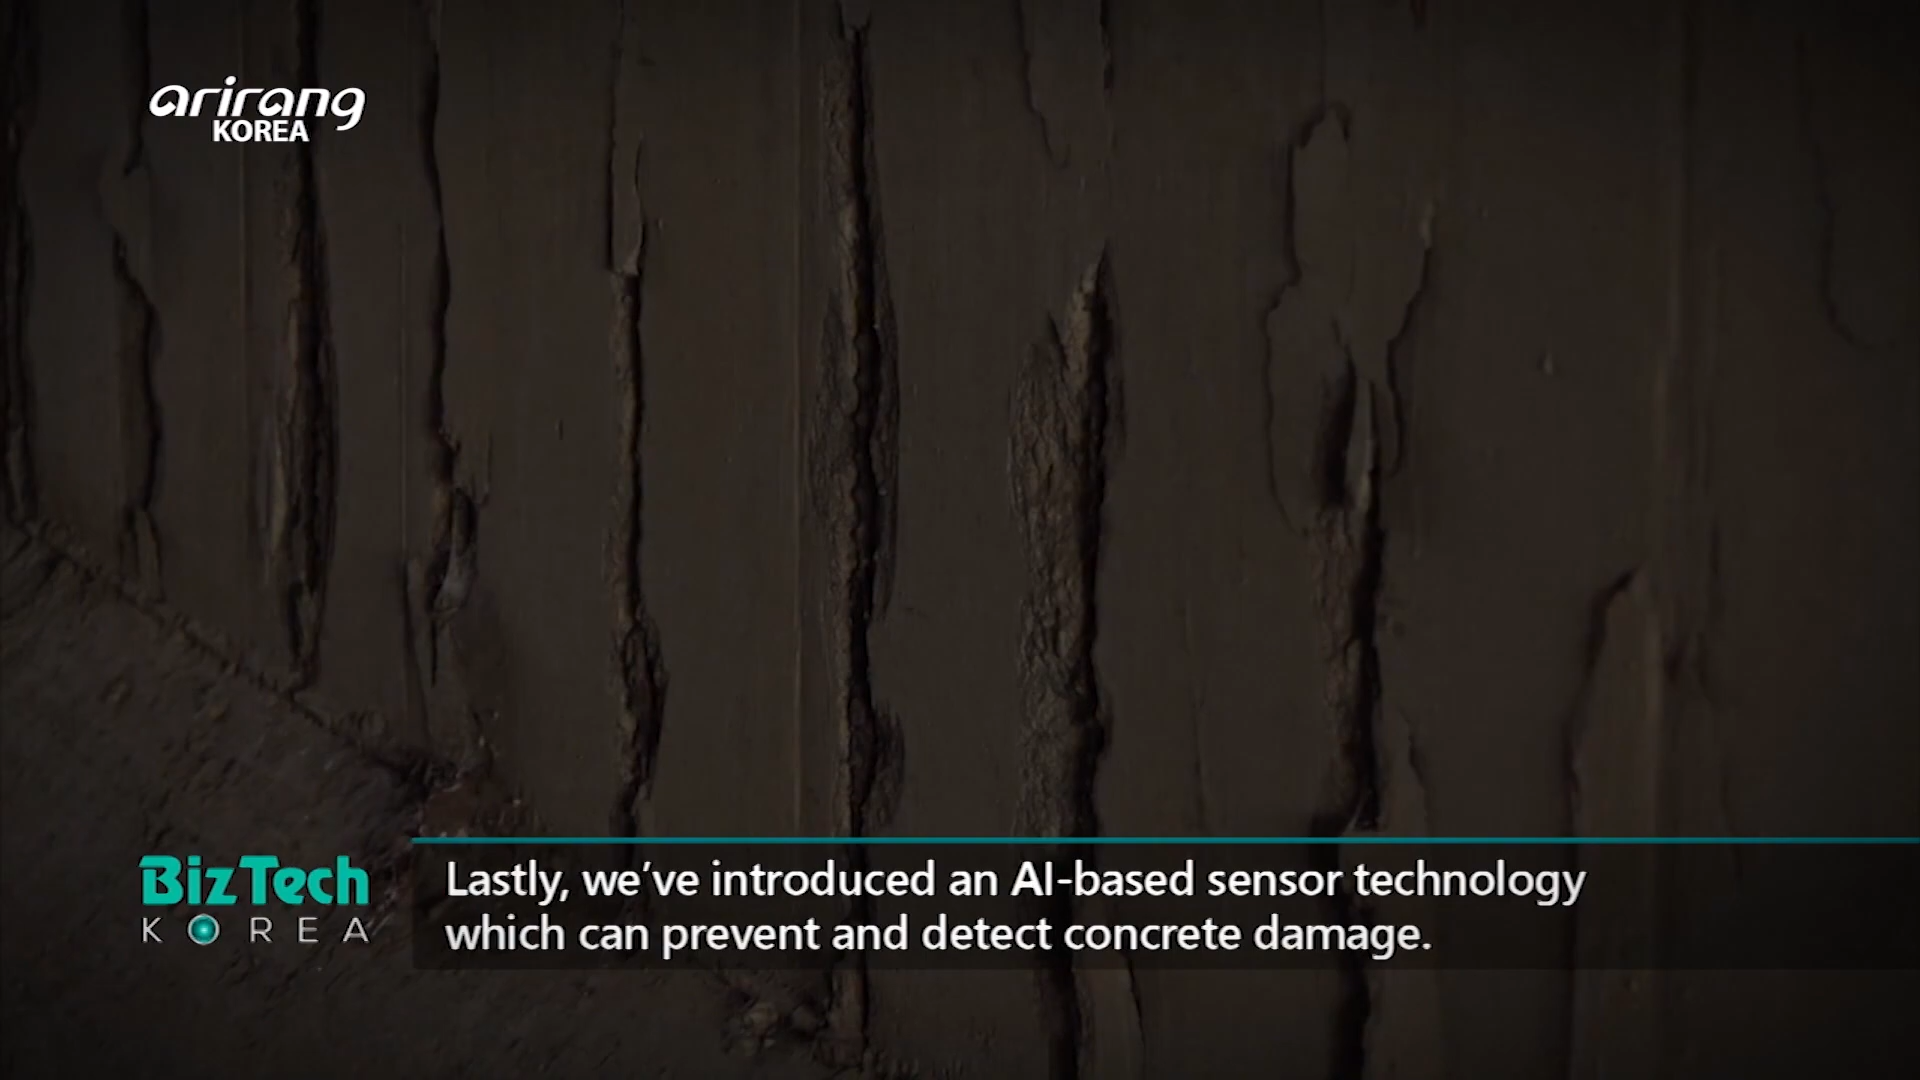 arirang
KOREA
BizTech
KOREA
Lastly, we've introduced an AI-based sensor technology
which can prevent and detect concrete damage.